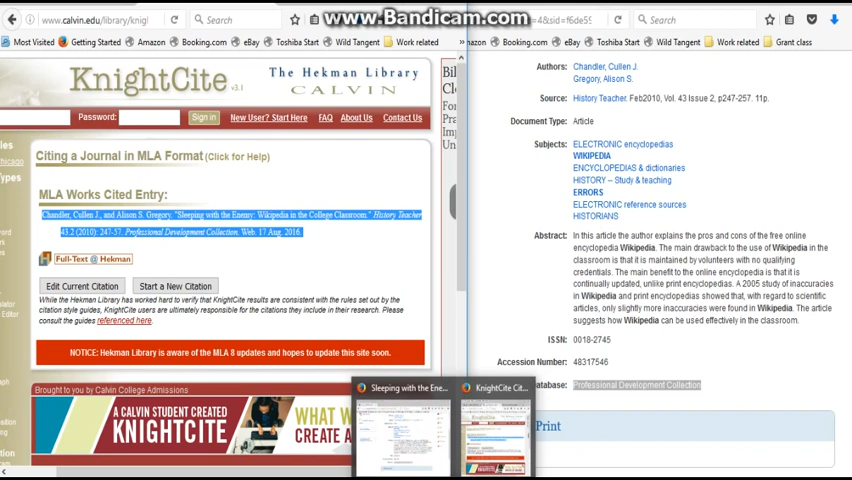 www.Bandicam.com
www.calvin.edu/library/knigl
Search
=4&sid=f6de59
Search
Most Visited
Getting Started
Amazon
Booking.com
eBay
Toshiba Start
Wild Tangent
Work related
Amazon
Booking.com
eBay
Toshiba Start
Wild Tangent
Work related
Grant class
KnightCite v3.1
The Hekman Library
CALVIN
Password:
Sign in
New User? Start Here
FAQ
About Us
Contact Us
Citing a Journal in MLA Format (Click for Help)
MLA Works Cited Entry:
Chandler, Cullen J., and Alison S. Gregory. "Sleeping with the Enemy: Wikipedia in the College Classroom." History Teacher
43.2 (2010): 247-57. Professional Development Collection. Web. 17 Aug. 2016.
Full-Text @ Hekman
Edit Current Citation
Start a New Citation
While the Hekman Library has worked hard to verify that KnightCite results are consistent with the rules set out by the
citation style guides, KnightCite users are ultimately responsible for the citations they include in their research. Please
consult the guides referenced here.
NOTICE: Hekman Library is aware of the MLA 8 updates and hopes to update this site soon.
Brought to you by Calvin College Admissions
A CALVIN STUDENT CREATED
KNIGHTCITE
WHAT W
CREATE A
Authors:
Chandler, Cullen J.
Gregory, Alison S.
Source:
History Teacher. Feb2010, Vol. 43 Issue 2, p247-257. 11p.
Document Type:
Article
Subjects:
ELECTRONIC encyclopedias
WIKIPEDIA
ENCYCLOPEDIAS & dictionaries
HISTORY -- Study & teaching
ERRORS
ELECTRONIC reference sources
HISTORIANS
Abstract:
In this article the author explains the pros and cons of the free online
encyclopedia Wikipedia. The main drawback to the use of Wikipedia in the
classroom is that it is maintained by volunteers with no qualifying
credentials. The main benefit to the online encyclopedia is that it is
continually updated, unlike print encyclopedias. A 2005 study of inaccuracies
in Wikipedia and print encyclopedias showed that, with regard to scientific
articles, only slightly more inaccuracies were found in Wikipedia. The article
suggests how Wikipedia can be used effectively in the classroom.
ISSN:
0018-2745
Accession Number:
48317546
atabase:
Professional Development Collection
Print
Sleeping with the Ene...
KnightCite Cit...